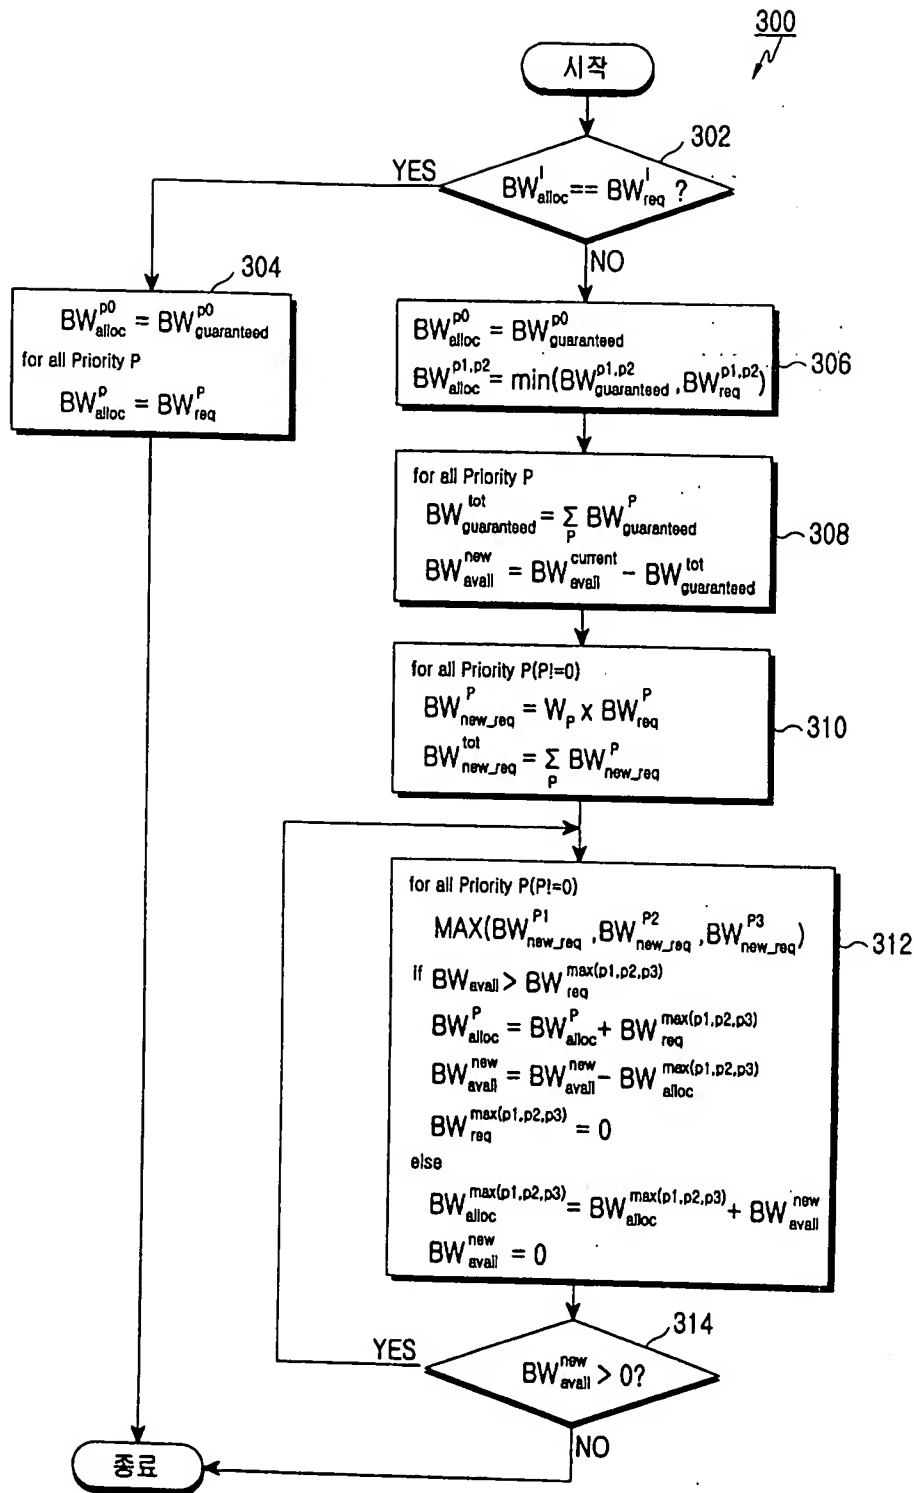 300
시작
302
YES
BW^I_alloc == BW^I_req ?
NO
304
BW^p0_alloc = BW^p0_guaranteed
for all Priority P
BW^P_alloc = BW^P_req
BW^p0_alloc = BW^p0_guaranteed
BW^p1,p2_alloc = min(BW^p1,p2_guaranteed , BW^p1,p2_req)
306
for all Priority P
BW^tot_guaranteed = Σ_P BW^P_guaranteed
BW^new_avail = BW^current_avail - BW^tot_guaranteed
308
for all Priority P(P!=0)
BW^P_new_req = W_P x BW^P_req
BW^tot_new_req = Σ_P BW^P_new_req
310
for all Priority P(P!=0)
MAX(BW^P1_new_req , BW^P2_new_req , BW^P3_new_req)
312
if BW_avail > BW^max(p1,p2,p3)_req
BW^P_alloc = BW^P_alloc + BW^max(p1,p2,p3)_req
BW^new_avail = BW^new_avail - BW^max(p1,p2,p3)_alloc
BW^max(p1,p2,p3)_req = 0
else
BW^max(p1,p2,p3)_alloc = BW^max(p1,p2,p3)_alloc + BW^new_avail
BW^new_avail = 0
314
YES
BW^new_avail > 0?
NO
종료